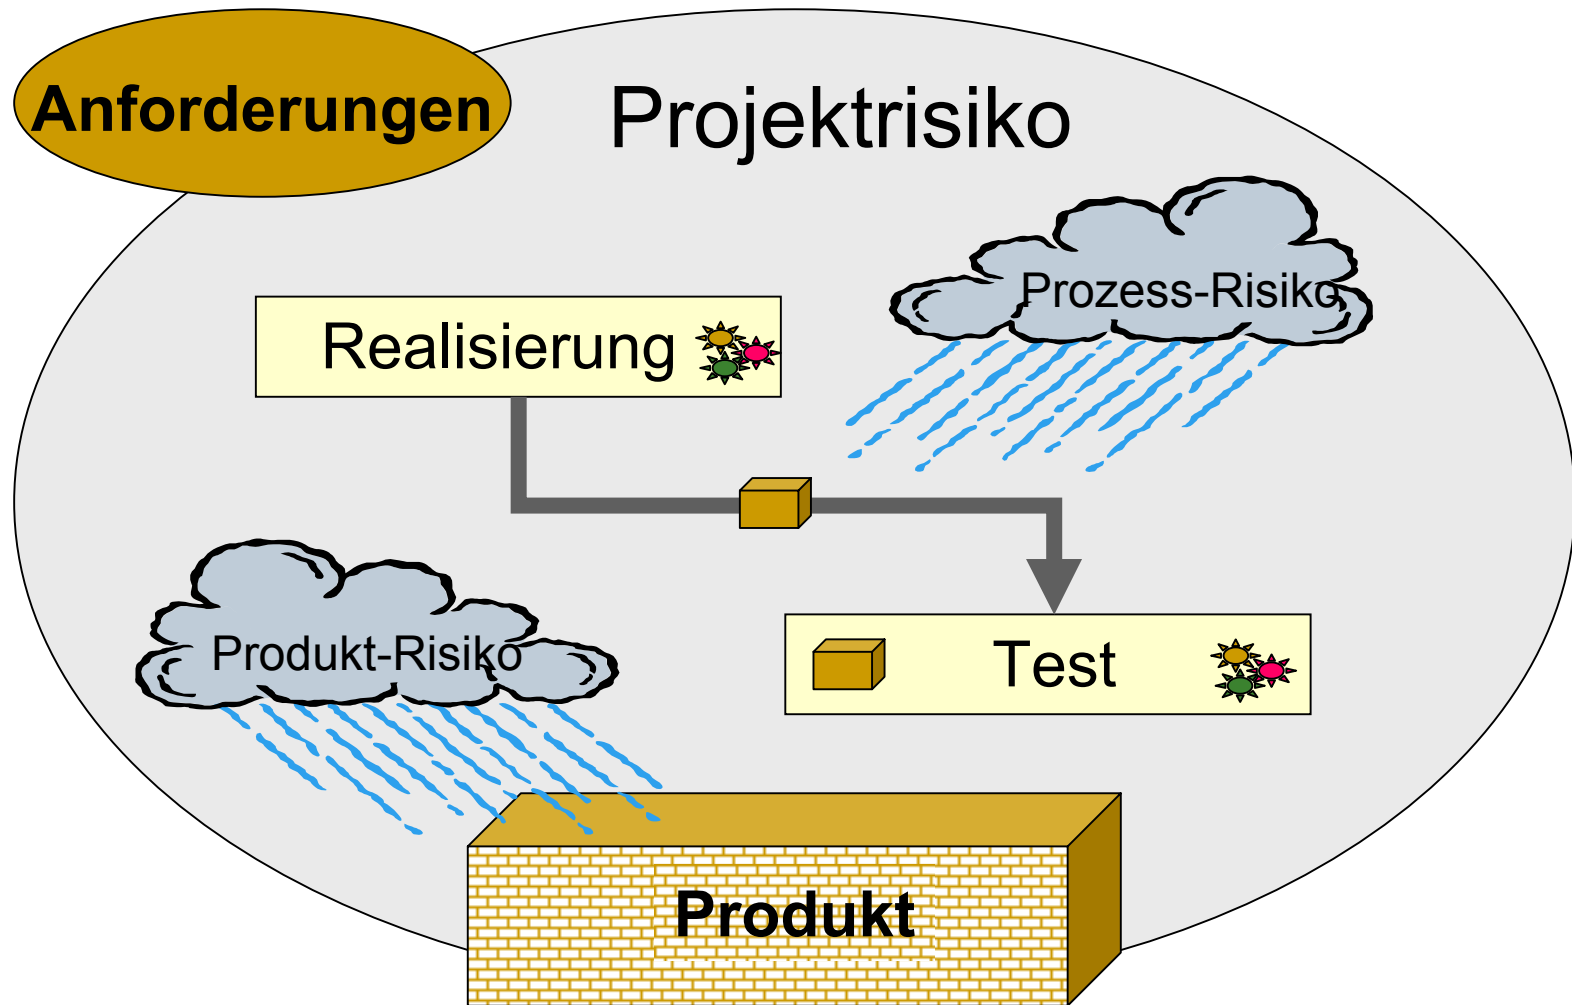 Anforderungen
Projektrisiko
Prozess-Risiko
Realisierung
Produkt-Risiko
Test
Produkt